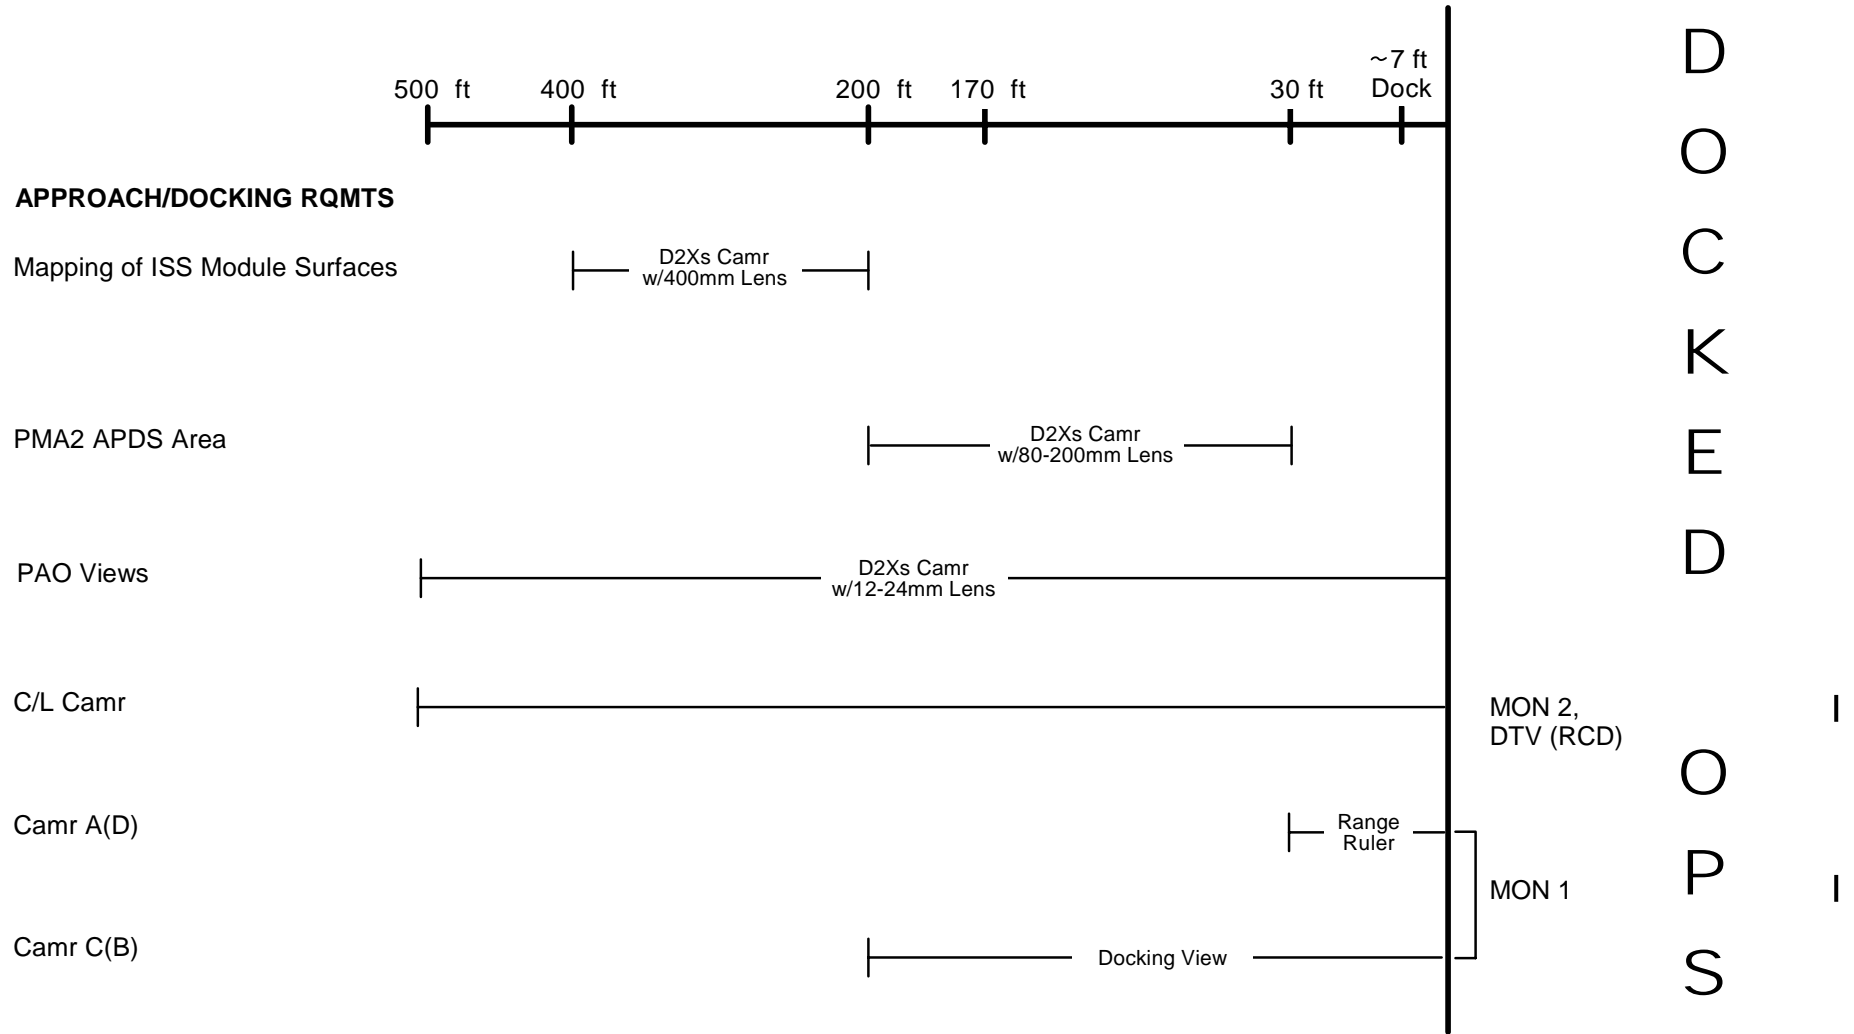 ~7 ft
500 ft 400 ft 200 ft 170 ft 30 ft Dock
APPROACH/DOCKING RQMTS
Mapping of ISS Module Surfaces
D2Xs Camr
w/400mm Lens
PMA2 APDS Area
D2Xs Camr
w/80-200mm Lens
PAO Views
D2Xs Camr
w/12-24mm Lens
C/L Camr
MON 2,
DTV (RCD)
Camr A(D)
Range
Ruler
MON 1
Camr C(B)
Docking View
D
O
C
K
E
D
O
P
S